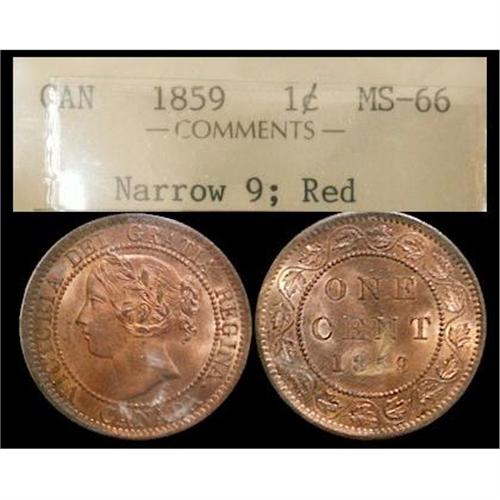 CAN 1859 1¢ MS-66
— COMMENTS —
Narrow 9; Red
VICTORIA DEI GRATIA REGINA.
CANADA
ONE
CENT
1859